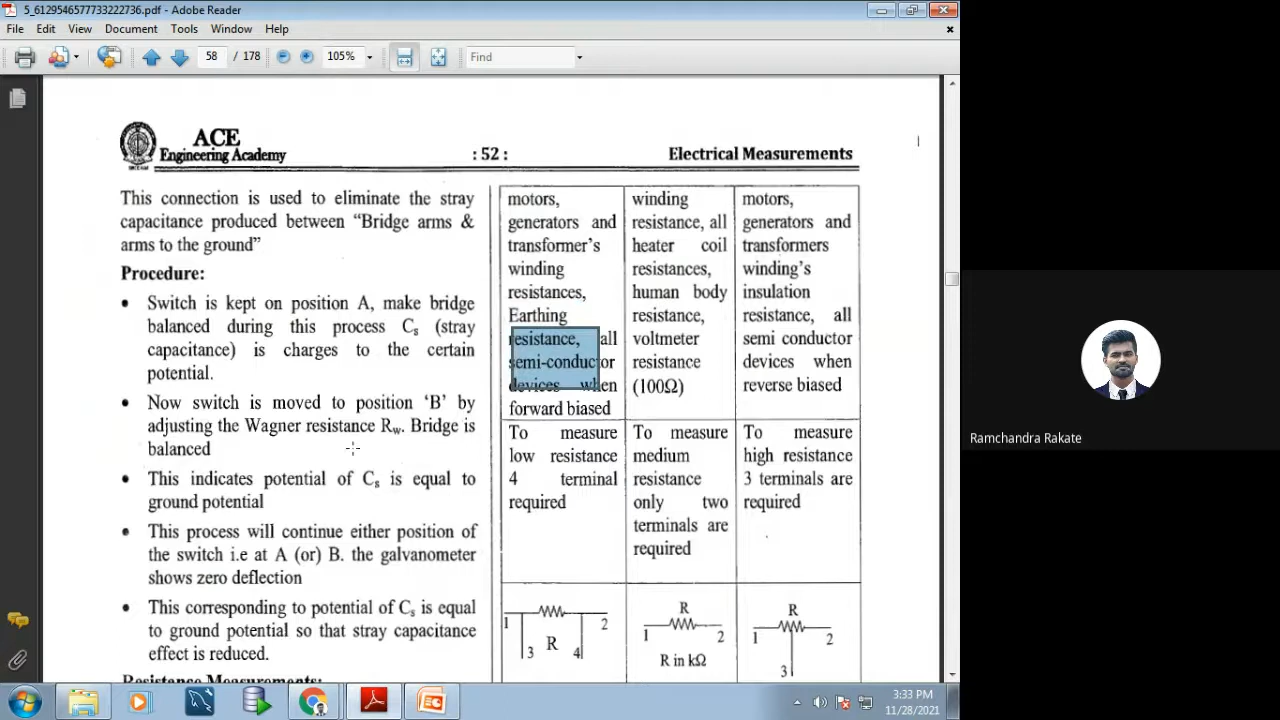 5_6129546577733222736.pdf - Adobe Reader
File Edit View Document Tools Window Help
58 / 178 105% Find
ACE
Engineering Academy
: 52 :
Electrical Measurements
This connection is used to eliminate the stray
capacitance produced between "Bridge arms &
arms to the ground"
Procedure:
• Switch is kept on position A, make bridge
balanced during this process Cs (stray
capacitance) is charges to the certain
potential.
• Now switch is moved to position 'B' by
adjusting the Wagner resistance Rw. Bridge is
balanced
• This indicates potential of Cs is equal to
ground potential
• This process will continue either position of
the switch i.e at A (or) B. the galvanometer
shows zero deflection
• This corresponding to potential of Cs is equal
to ground potential so that stray capacitance
effect is reduced.
Resistance Measurements:
motors,
generators and
transformer's
winding
resistances,
Earthing
resistance, all
semi-conductor
devices when
forward biased
winding
resistance, all
heater coil
resistances,
human body
resistance,
voltmeter
resistance
(100Ω)
motors,
generators and
transformers
winding's
insulation
resistance, all
semi conductor
devices when
reverse biased
To measure
low resistance
4 terminal
required
To measure
medium
resistance
only two
terminals are
required
To measure
high resistance
3 terminals are
required
1 2
3 R 4
R
1 2
R in kΩ
R
1 2
3
Ramchandra Rakate
3:33 PM
11/28/2021